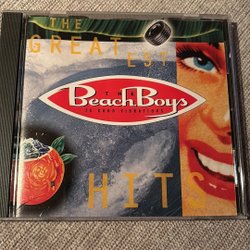 THE
GREAT
EST
THE
Beach Boys
20 GOOD VIBRATIONS
HITS